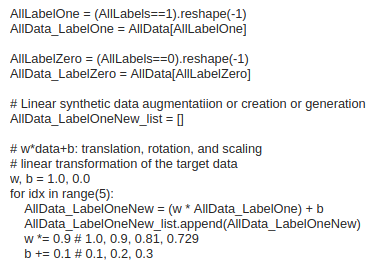 AllLabelOne = (AllLabels==1).reshape(-1)
AllData_LabelOne = AllData[AllLabelOne]
AllLabelZero = (AllLabels==0).reshape(-1)
AllData_LabelZero = AllData[AllLabelZero]
# Linear synthetic data augmentatiion or creation or generation
AllData_LabelOneNew_list = []
# w*data+b: translation, rotation, and scaling
# linear transformation of the target data
w, b = 1.0, 0.0
for idx in range(5):
    AllData_LabelOneNew = (w * AllData_LabelOne) + b
    AllData_LabelOneNew_list.append(AllData_LabelOneNew)
    w *= 0.9 # 1.0, 0.9, 0.81, 0.729
    b += 0.1 # 0.1, 0.2, 0.3